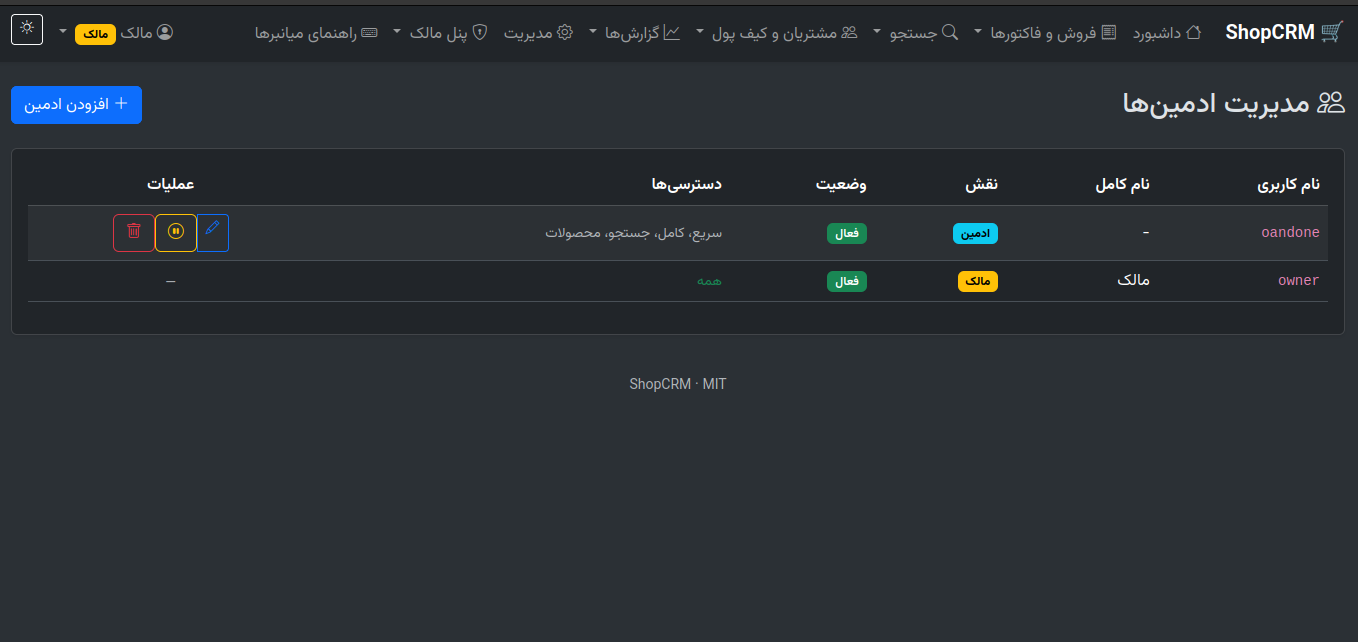 ShopCRM داشبورد فروش و فاکتورها جستجو مشتریان و کیف پول گزارش‌ها مدیریت پنل مالک راهنمای میانبرها مالک مالک
مدیریت ادمین‌ها
+ افزودن ادمین
نام کاربری نام کامل نقش وضعیت دسترسی‌ها عملیات
oandone - ادمین فعال سریع، کامل، جستجو، محصولات
owner مالک مالک فعال همه —
ShopCRM · MIT